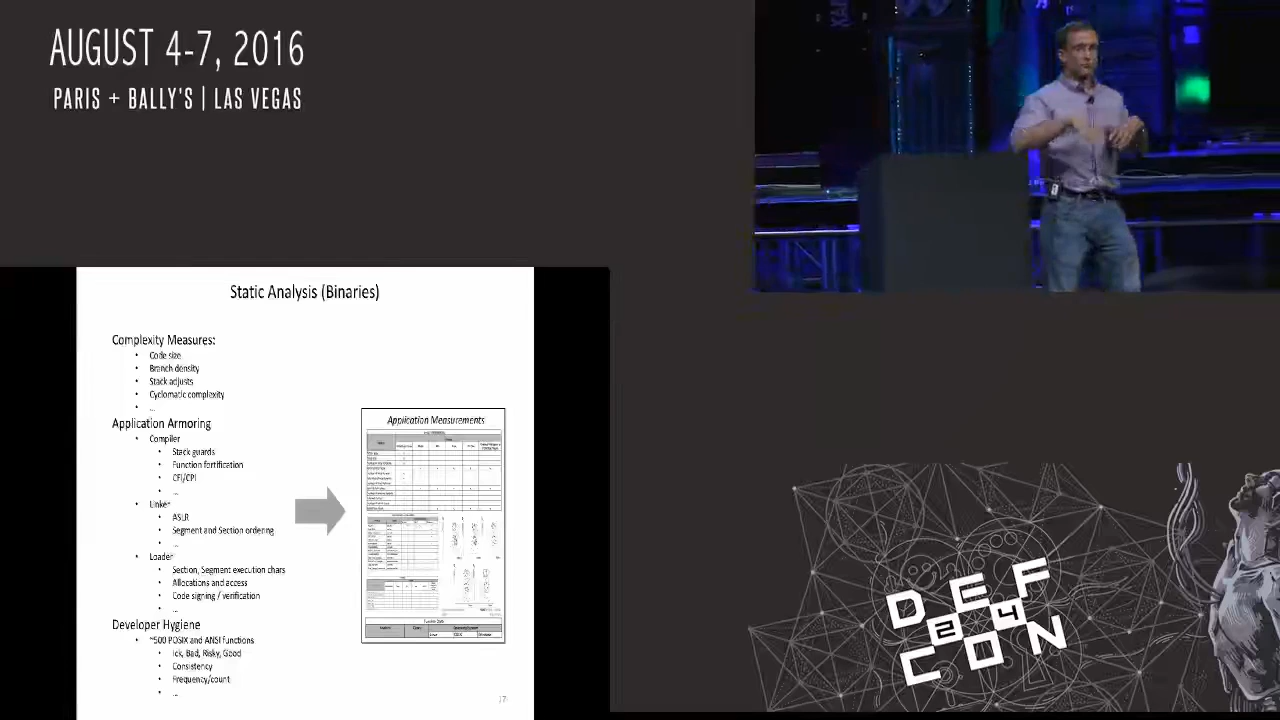 AUGUST 4-7, 2016
PARIS + BALLY'S | LAS VEGAS
Static Analysis (Binaries)
Complexity Measures:
• Code size
• Branch density
• Stack adjusts
• Cyclomatic complexity
• ...
Application Armoring
• Compiler
• Stack guards
• Function fortification
• CFI/CPI
• ...
• Linker
• ASLR
• Segment and Section ordering
• ...
• Loader
• Section, Segment execution chars
• Allocations and access
• Code signing / verification
Developer Hygiene
• ~500 POSIX and ANSI functions
• Ick, Bad, Risky, Good
• Consistency
• Frequency/count
• ...
Application Measurements
17
DEF
24
CON